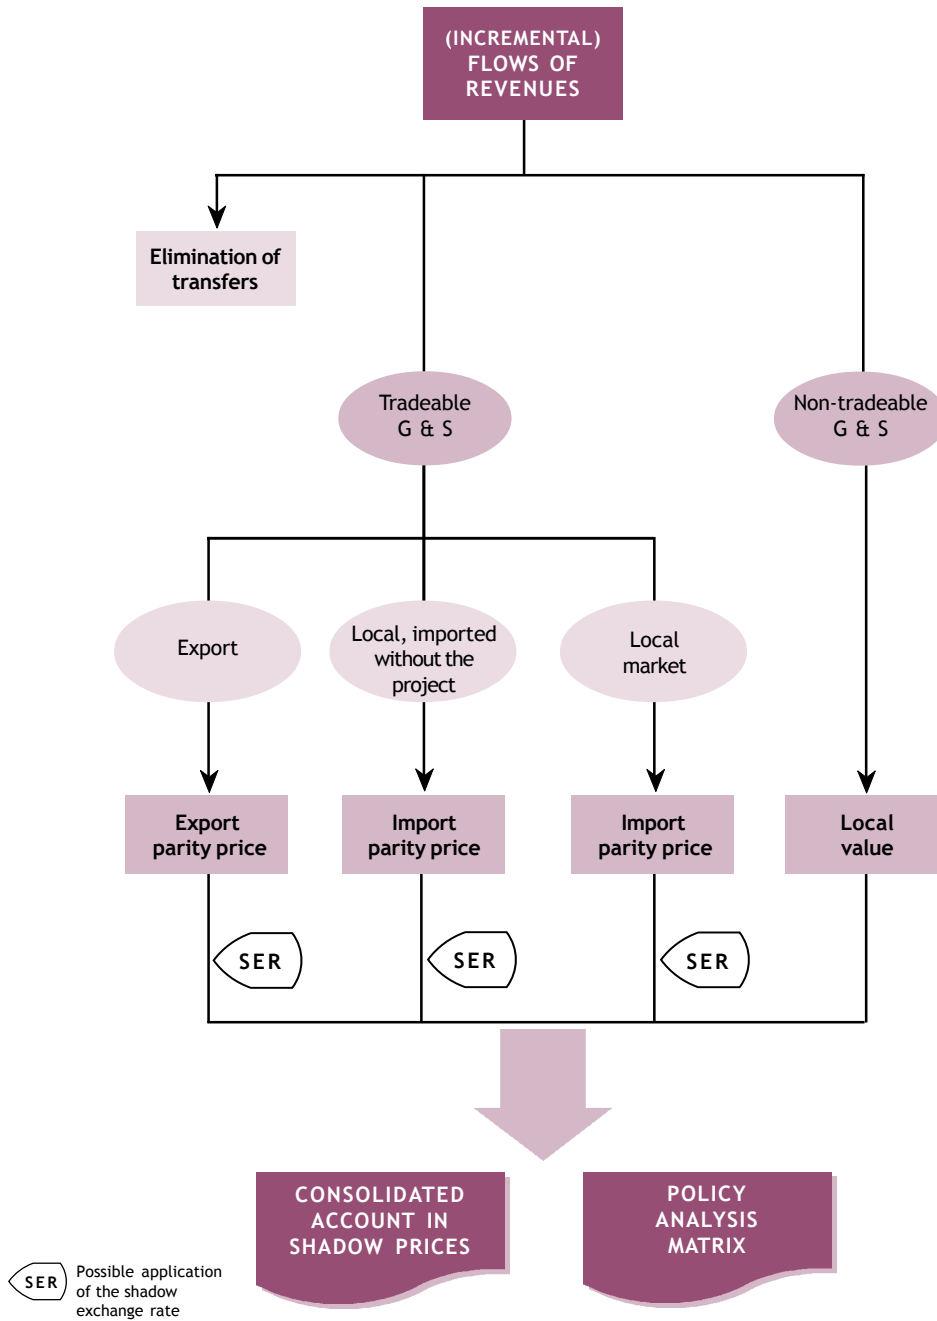 (INCREMENTAL)
FLOWS OF
REVENUES
Elimination of
transfers
Tradeable
G & S
Non-tradeable
G & S
Export
Local, imported
without the
project
Local
market
Export
parity price
Import
parity price
Import
parity price
Local
value
SER
SER
SER
CONSOLIDATED
ACCOUNT IN
SHADOW PRICES
POLICY
ANALYSIS
MATRIX
SER
Possible application
of the shadow
exchange rate